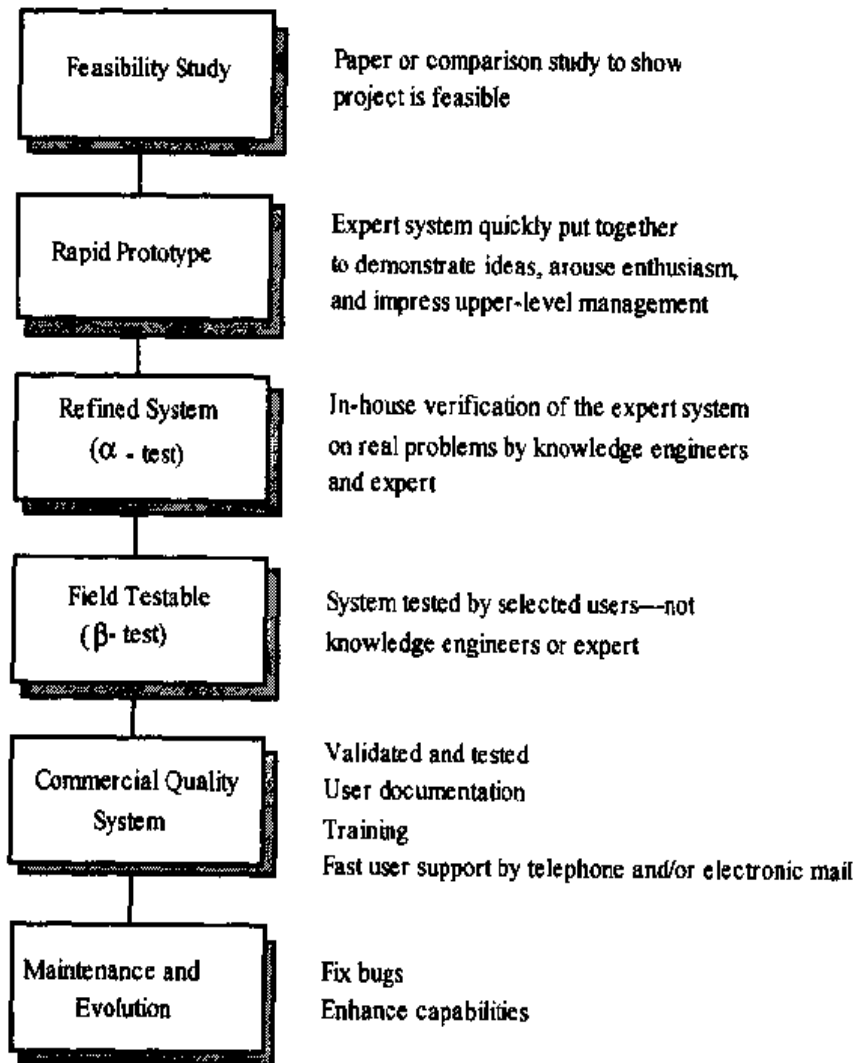 Feasibility Study
Paper or comparison study to show
project is feasible
Rapid Prototype
Expert system quickly put together
to demonstrate ideas, arouse enthusiasm,
and impress upper-level management
Refined System
(α - test)
In-house verification of the expert system
on real problems by knowledge engineers
and expert
Field Testable
(β- test)
System tested by selected users—not
knowledge engineers or expert
Commercial Quality
System
Validated and tested
User documentation
Training
Fast user support by telephone and/or electronic mail
Maintenance and
Evolution
Fix bugs
Enhance capabilities